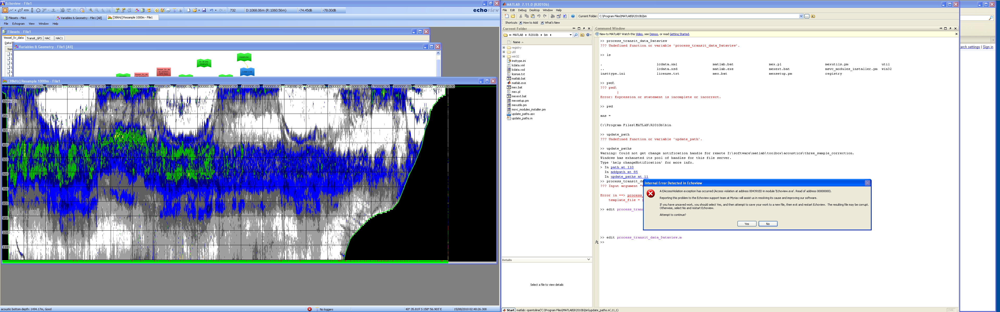 Echoview - File1
732 D:1068.06m (R:1060.56m) -74.45dB -78.00dB
echoview
Filesets - File1 Variables & Geometry - File1 [All] [38kHz] Resample 1000m - File1
File Echogram View Window Help
Filesets - File1
Vessel_Sv_data Transit_GPS HAC HAC1
Variables & Geometry - File1 [All]
UpperLine
Sv 38 kHz resample
Lower Line
[38kHz] Resample 1000m - File1
100m (D)
200
300
400
500
600
700
800
900
1000
1100
acoustic bottom depth: 1494.17m, Good
No loggers
40° 35.819' S 158° 56.903' E
15/08/2010 02:48:26.308
MATLAB 7.11.0 (R2010b)
File Edit Debug Desktop Window Help
Current Folder: C:\Program Files\MATLAB\R2010b\bin
Shortcuts How to Add What's New
Current Folder
« MATLAB R2010b bin
Name
registry
util
win32
insttype.ini
lcdata.xml
lcdata.xsd
license.txt
matlab.bat
matlab.exe
mex.bat
mex.pl
mexext.bat
mexsetup.pm
mexutils.pm
msvc_modules_installer.pm
update_paths.asv
update_paths.m
Details
Select a file to view details
Command Window
New to MATLAB? Watch this Video, see Demos, or read Getting Started.
>> process_transit_data_Dataview
??? Undefined function or variable 'process_transit_data_Dataview'.
>> ls
. lcdata.xml matlab.bat mex.pl mexutils.pm util
.. lcdata.xsd matlab.exe mexext.bat msvc_modules_installer.pm win32
insttype.ini license.txt mex.bat mexsetup.pm registry
>> pwd\
??? pwd\
|
Error: Expression or statement is incomplete or incorrect.
>> pwd
ans =
C:\Program Files\MATLAB\R2010b\bin
>> update_path
??? Undefined function or variable 'update_path'.
>> update_paths
Warning: Could not get change notification handle for remote Z:\software\matlab\toolbox\acoustics\three_sample_correction.
Windows has exhausted its pool of handles for this file server.
Type 'help changeNotification' for more info.
> In path at 110
In addpath at 85
In update_paths at 11
>> process_transit_d
??? Input argument "
Error in ==> process_
template_file =
>> edit process_trans
>> edit process_transit_data_Dataview.m
fx >>
Internal Error Detected in Echoview
A EAccessViolation exception has occurred (Access violation at address 004391ED in module 'Echoview.exe'. Read of address 00000000).
Reporting this problem to the Echoview support team at Myriax will assist us in resolving its cause and improving our software.
If you have unsaved work, you should select Yes, and then attempt to save your work to a new file, then exit and restart Echoview. The resulting file may be corrupt.
Otherwise, select No and restart Echoview.
Attempt to continue?
Yes No
Start matlab: opentoline('C:\Program Files\MATLAB\R2010b\bin\update_paths.m',11,1)
OVR
arch settings | Sign in